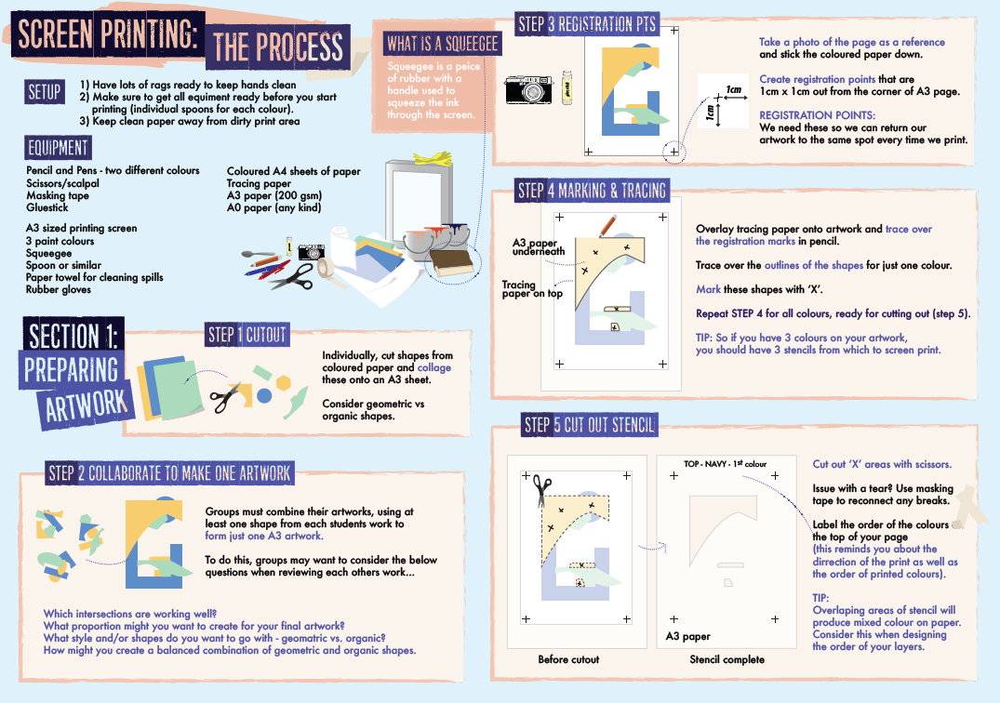 SCREEN PRINTING:
THE PROCESS
SETUP
1) Have lots of rags ready to keep hands clean
2) Make sure to get all equiment ready before you start
printing (individual spoons for each colour).
3) Keep clean paper away from dirty print area
EQUIPMENT
Pencil and Pens - two different colours
Scissors/scalpal
Masking tape
Gluestick
A3 sized printing screen
3 paint colours
Squeegee
Spoon or similar
Paper towel for cleaning spills
Rubber gloves
Coloured A4 sheets of paper
Tracing paper
A3 paper (200 gsm)
A0 paper (any kind)
WHAT IS A SQUEEGEE
Squeegee is a peice
of rubber with a
handle used to
squeeze the ink
through the screen.
SECTION 1:
PREPARING
ARTWORK
STEP 1 CUTOUT
Individually, cut shapes from
coloured paper and collage
these onto an A3 sheet.
Consider geometric vs
organic shapes.
STEP 2 COLLABORATE TO MAKE ONE ARTWORK
Groups must combine their artworks, using at
least one shape from each students work to
form just one A3 artwork.
To do this, groups may want to consider the below
questions when reviewing each others work...
Which intersections are working well?
What proportion might you want to create for your final artwork?
What style and/or shapes do you want to go with - geomatric vs. organic?
How might you create a balanced combination of geometric and organic shapes.
STEP 3 REGISTRATION PTS
1cm
1cm
Take a photo of the page as a reference
and stick the coloured paper down.
Create registration points that are
1cm x 1cm out from the corner of A3 page.
REGISTRATION POINTS:
We need these so we can return our
artwork to the same spot every time we print.
STEP 4 MARKING & TRACING
A3 paper
underneath
Tracing
paper on top
Overlay tracing paper onto artwork and trace over
the registration marks in pencil.
Trace over the outlines of the shapes for just one colour.
Mark these shapes with 'X'.
Repeat STEP 4 for all colours, ready for cutting out (step 5).
TIP: So if you have 3 colours on your artwork,
you should have 3 stencils from which to screen print.
STEP 5 CUT OUT STENCIL
TOP - NAVY - 1st colour
A3 paper
Before cutout
Stencil complete
Cut out 'X' areas with scissors.
Issue with a tear? Use masking
tape to reconnect any breaks.
Label the order of the colours
the top of your page
(this reminds you about the
dirrection of the print as well as
the order of printed colours).
TIP:
Overlaping areas of stencil will
produce mixed colour on paper.
Consider this when designing
the order of your layers.